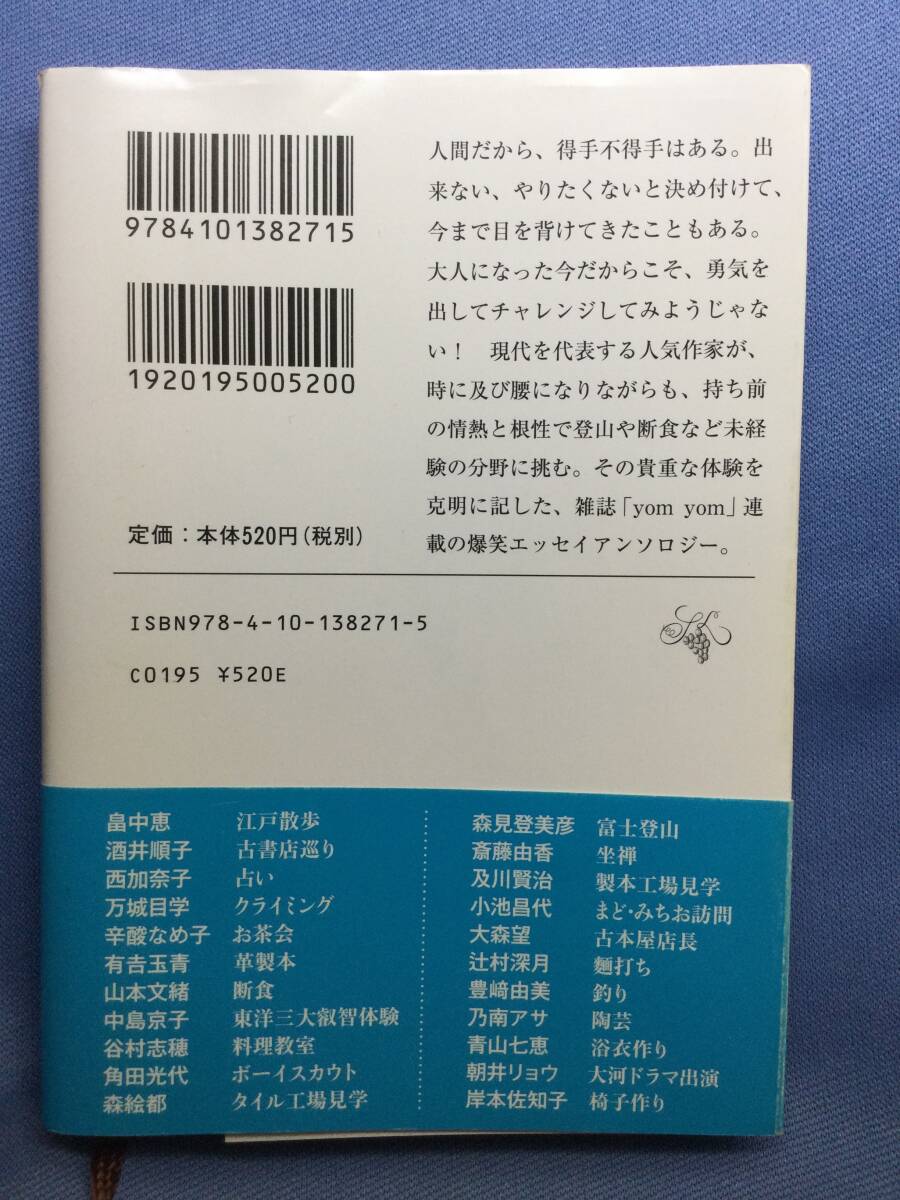 9784101382715
1920195005200
定価：本体520円（税別）
人間だから、得手不得手はある。出
来ない、やりたくないと決め付けて、
今まで目を背けてきたこともある。
大人になった今だからこそ、勇気を
出してチャレンジしてみようじゃな
い！　現代を代表する人気作家が、
時に及び腰になりながらも、持ち前
の情熱と根性で登山や断食など未経
験の分野に挑む。その貴重な体験を
克明に記した、雑誌「yom yom」連
載の爆笑エッセイアンソロジー。
ISBN978-4-10-138271-5
C0195 ¥520E
畠中恵 江戸散歩
酒井順子 古書店巡り
西加奈子 占い
万城目学 クライミング
辛酸なめ子 お茶会
有吉玉青 革製本
山本文緒 断食
中島京子 東洋三大叡智体験
谷村志穂 料理教室
角田光代 ボーイスカウト
森絵都 タイル工場見学
森見登美彦 富士登山
斎藤由香 坐禅
及川賢治 製本工場見学
小池昌代 まど・みちお訪問
大森望 古本屋店長
辻村深月 麵打ち
豊﨑由美 釣り
乃南アサ 陶芸
青山七恵 浴衣作り
朝井リョウ 大河ドラマ出演
岸本佐知子 椅子作り